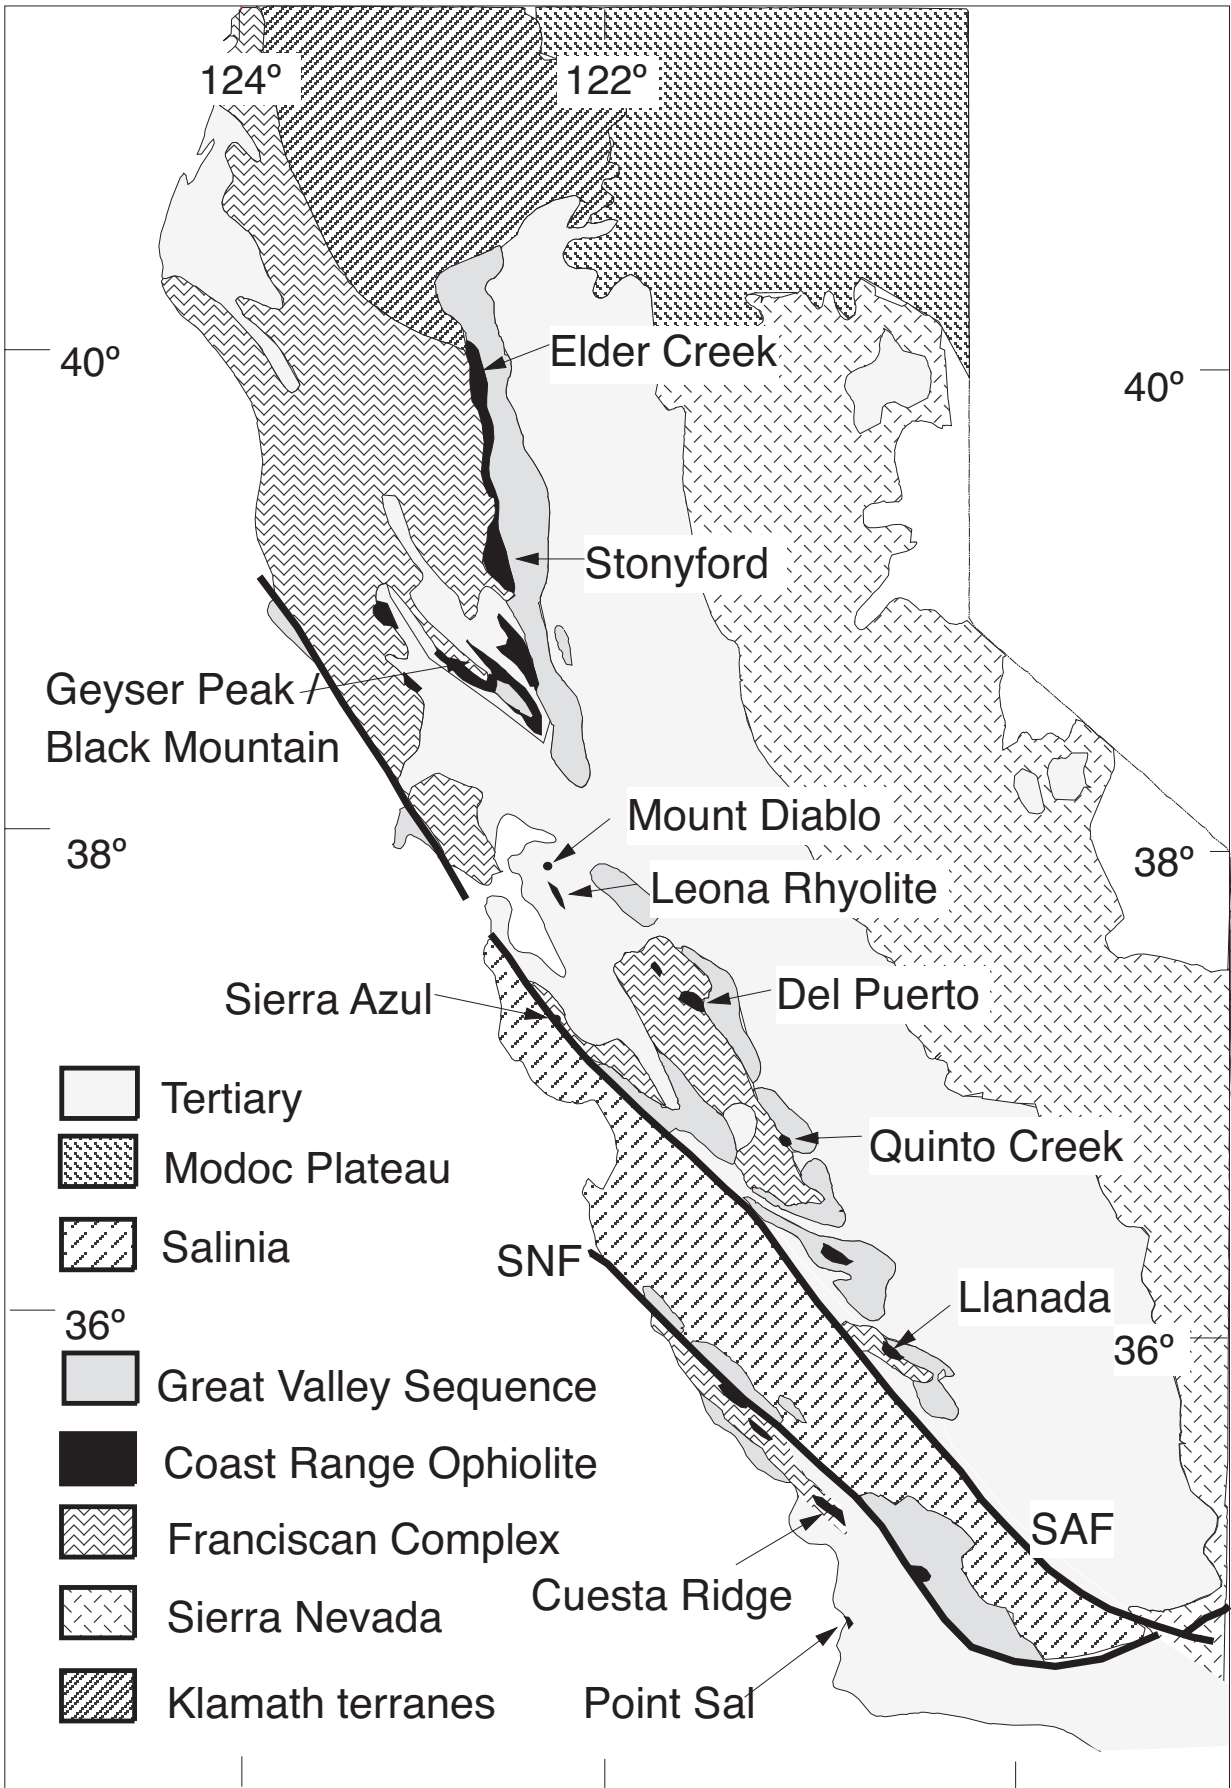 124º
122º
Elder Creek
40º
40º
Stonyford
Geyser Peak /
Black Mountain
Mount Diablo
38º
38º
Leona Rhyolite
Sierra Azul
Del Puerto
Tertiary
Quinto Creek
Modoc Plateau
Salinia
SNF
Llanada
36º
36º
Great Valley Sequence
Coast Range Ophiolite
SAF
Franciscan Complex
Cuesta Ridge
Sierra Nevada
Klamath terranes
Point Sal